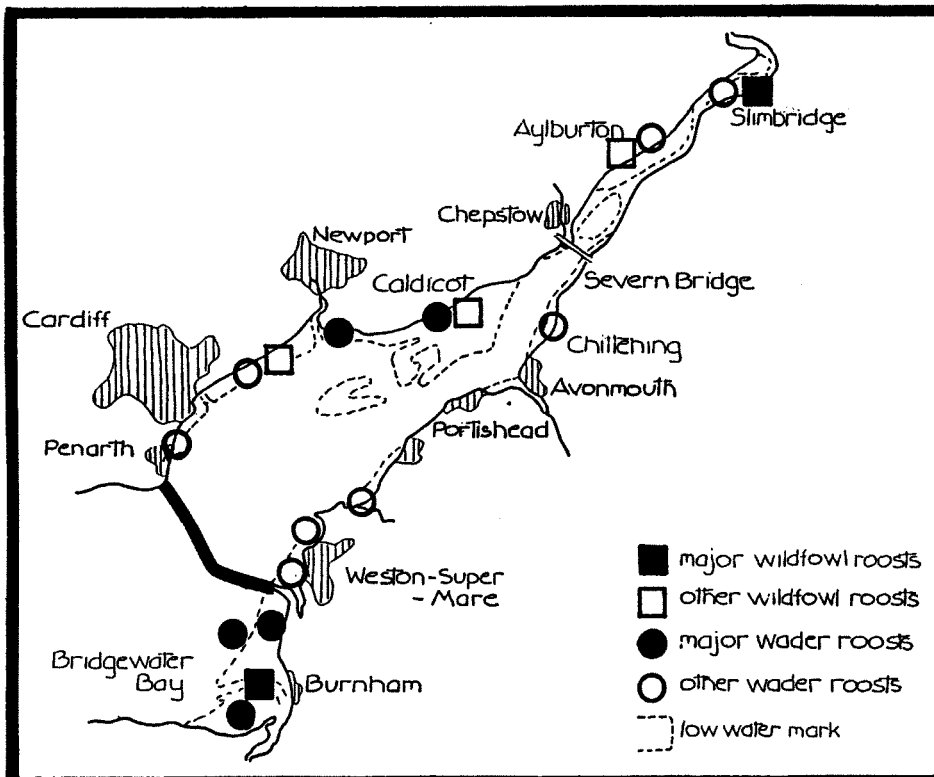 Slimbridge
Aylburton
Chepstow
Newport
Severn Bridge
Caldicot
Cardiff
Chittening
Avonmouth
Portishead
Penarth
Weston-Super
-Mare
Bridgewater
Bay
Burnham
major wildfowl roosts
other wildfowl roosts
major wader roosts
other wader roosts
low water mark